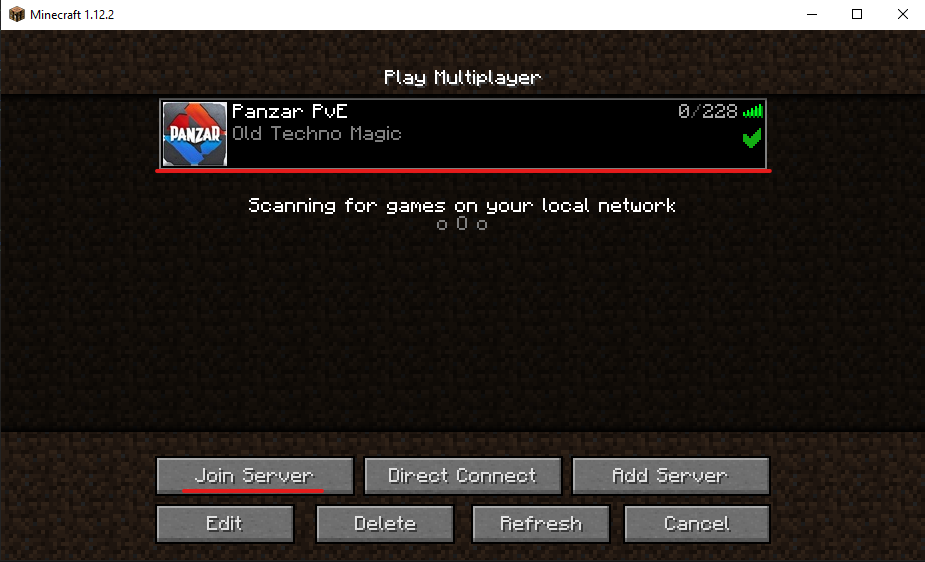 Minecraft 1.12.2
Play Multiplayer
Panzar PvE 0/228
PANZAR
Old Techno Magic
Scanning for games on your local network
o O o
Join Server Direct Connect Add Server
Edit Delete Refresh Cancel